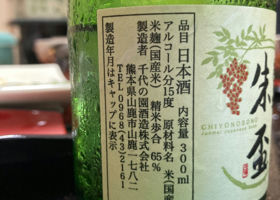 品目 日本酒 内容量 300ml
アルコール分15度 原材料名 米(国産
米麹(国産米) 精米歩合 65%
製造者 千代の園酒造株式会社
熊本県山鹿市山鹿一七八二
TEL 0968(43)2161
製造年月はキャップに表示
朱盃
CHIYONOSONO